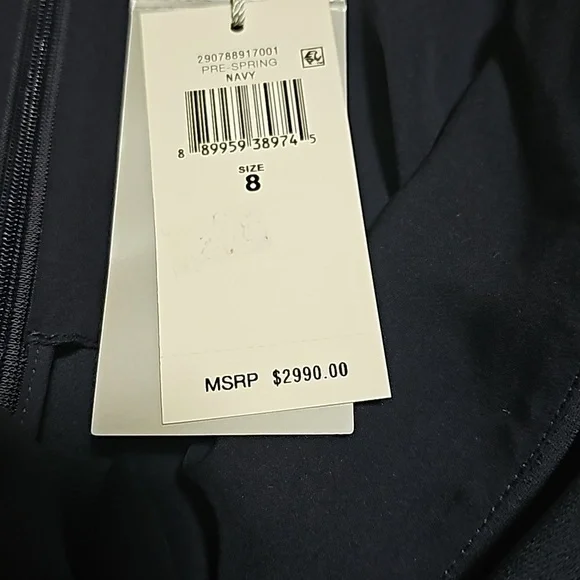 290788917001
PRE-SPRING
NAVY
8 89959 38974 5
SIZE
8
MSRP $2990.00